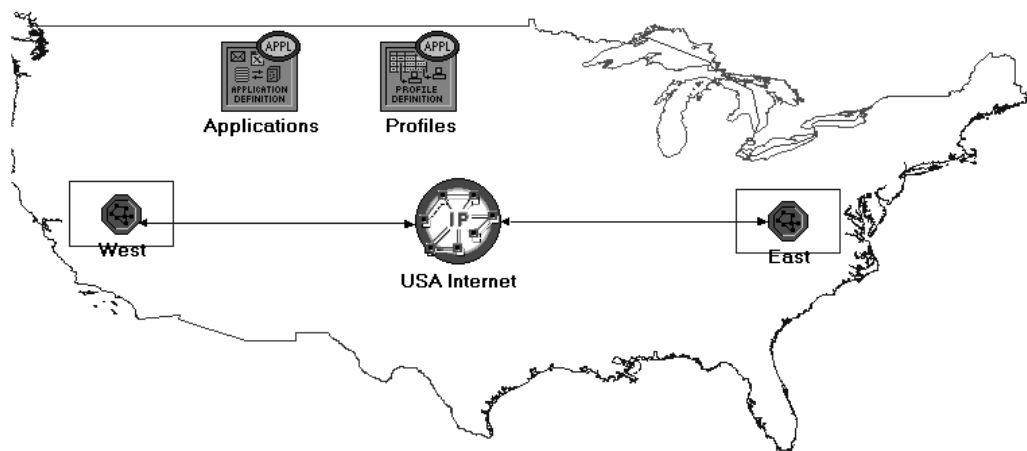 APPL
APPLICATION
DEFINITION
Applications
APPL
PROFILE
DEFINITION
Profiles
West
IP
USA Internet
East